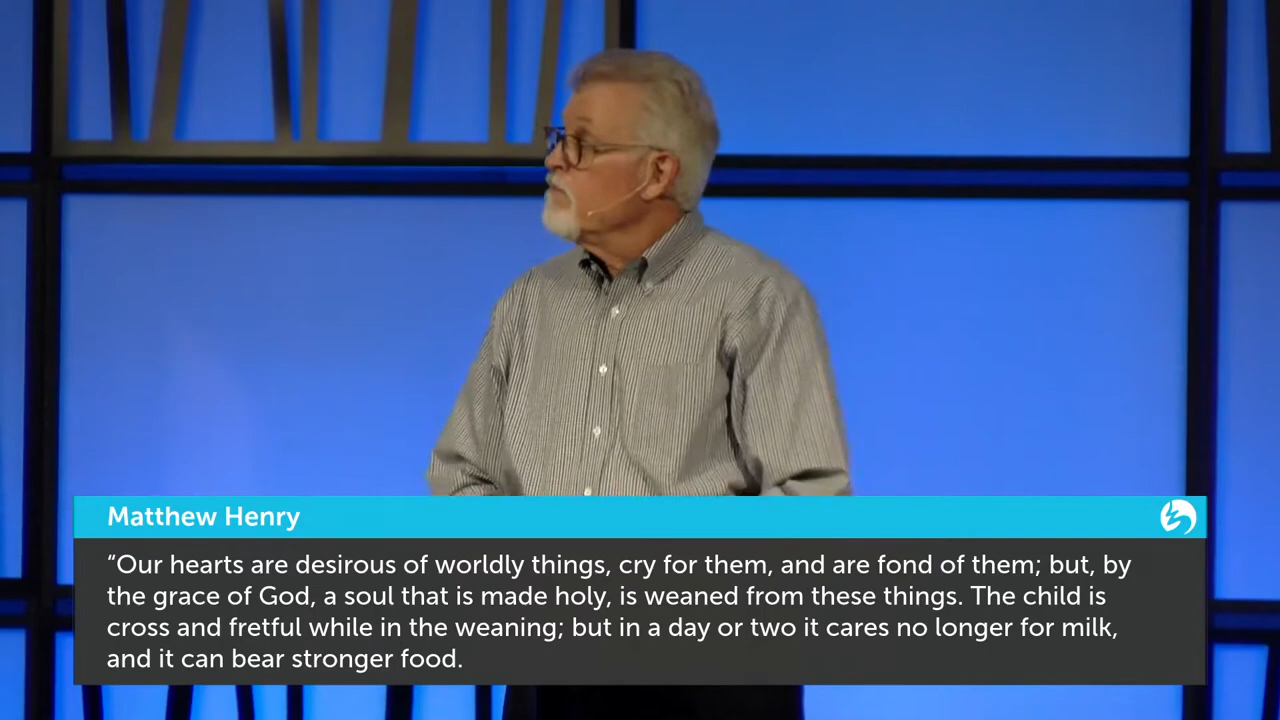 Matthew Henry
“Our hearts are desirous of worldly things, cry for them, and are fond of them; but, by
the grace of God, a soul that is made holy, is weaned from these things. The child is
cross and fretful while in the weaning; but in a day or two it cares no longer for milk,
and it can bear stronger food.